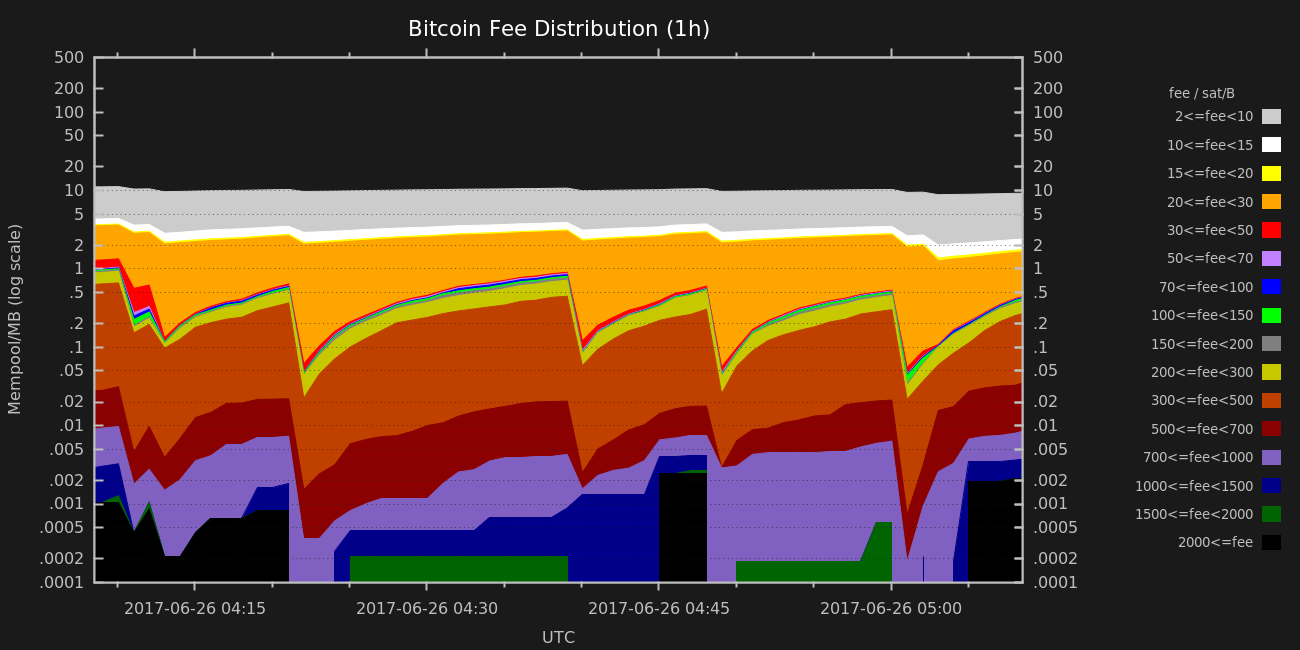 Bitcoin Fee Distribution (1h)
Mempool/MB (log scale)
500
200
100
50
20
10
5
2
1
.5
.2
.1
.05
.02
.01
.005
.002
.001
.0005
.0002
.0001
500
200
100
50
20
10
5
2
1
.5
.2
.1
.05
.02
.01
.005
.002
.001
.0005
.0002
.0001
2017-06-26 04:15 2017-06-26 04:30 2017-06-26 04:45 2017-06-26 05:00
UTC
fee / sat/B
2<=fee<10
10<=fee<15
15<=fee<20
20<=fee<30
30<=fee<50
50<=fee<70
70<=fee<100
100<=fee<150
150<=fee<200
200<=fee<300
300<=fee<500
500<=fee<700
700<=fee<1000
1000<=fee<1500
1500<=fee<2000
2000<=fee